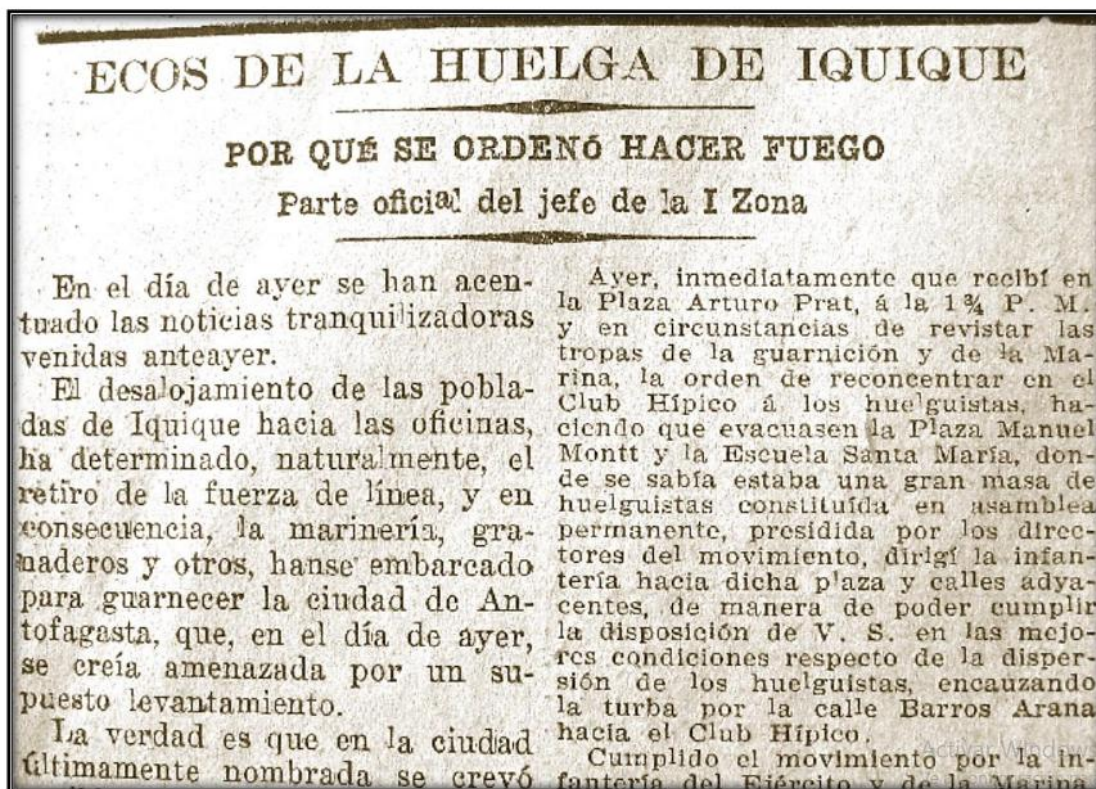 ECOS DE LA HUELGA DE IQUIQUE
POR QUÉ SE ORDENÓ HACER FUEGO
Parte oficial del jefe de la I Zona
En el día de ayer se han acen-
tuado las noticias tranquilizadoras
venidas anteayer.
El desalojamiento de las pobla-
das de Iquique hacia las oficinas,
ha determinado, naturalmente, el
retiro de la fuerza de línea, y en
consecuencia, la marinería, gra-
naderos y otros, hanse embarcado
para guarnecer la ciudad de An-
tofagasta, que, en el día de ayer,
se creía amenazada por un su-
puesto levantamiento.
La verdad es que en la ciudad
últimamente nombrada se creyó
Ayer, inmediatamente que recibí en
la Plaza Arturo Prat, á la 1¾ P. M.
y en circunstancias de revistar las
tropas de la guarnición y de la Ma-
rina, la orden de reconcentrar en el
Club Hípico á los huelguistas, ha-
ciendo que evacuasen la Plaza Manuel
Montt y la Escuela Santa María, don-
de se sabía estaba una gran masa de
huelguistas constituída en asamblea
permanente, presidida por los direc-
tores del movimiento, dirigí la infan-
tería hacia dicha plaza y calles adya-
centes, de manera de poder cumplir
la disposición de V. S. en las mejo-
res condiciones respecto de la disper-
sión de los huelguistas, encauzando
la turba por la calle Barros Arana
hacia el Club Hípico.
Cumplido el movimiento por la in-
fantería del Ejército y de la Marina,
Activar Windows